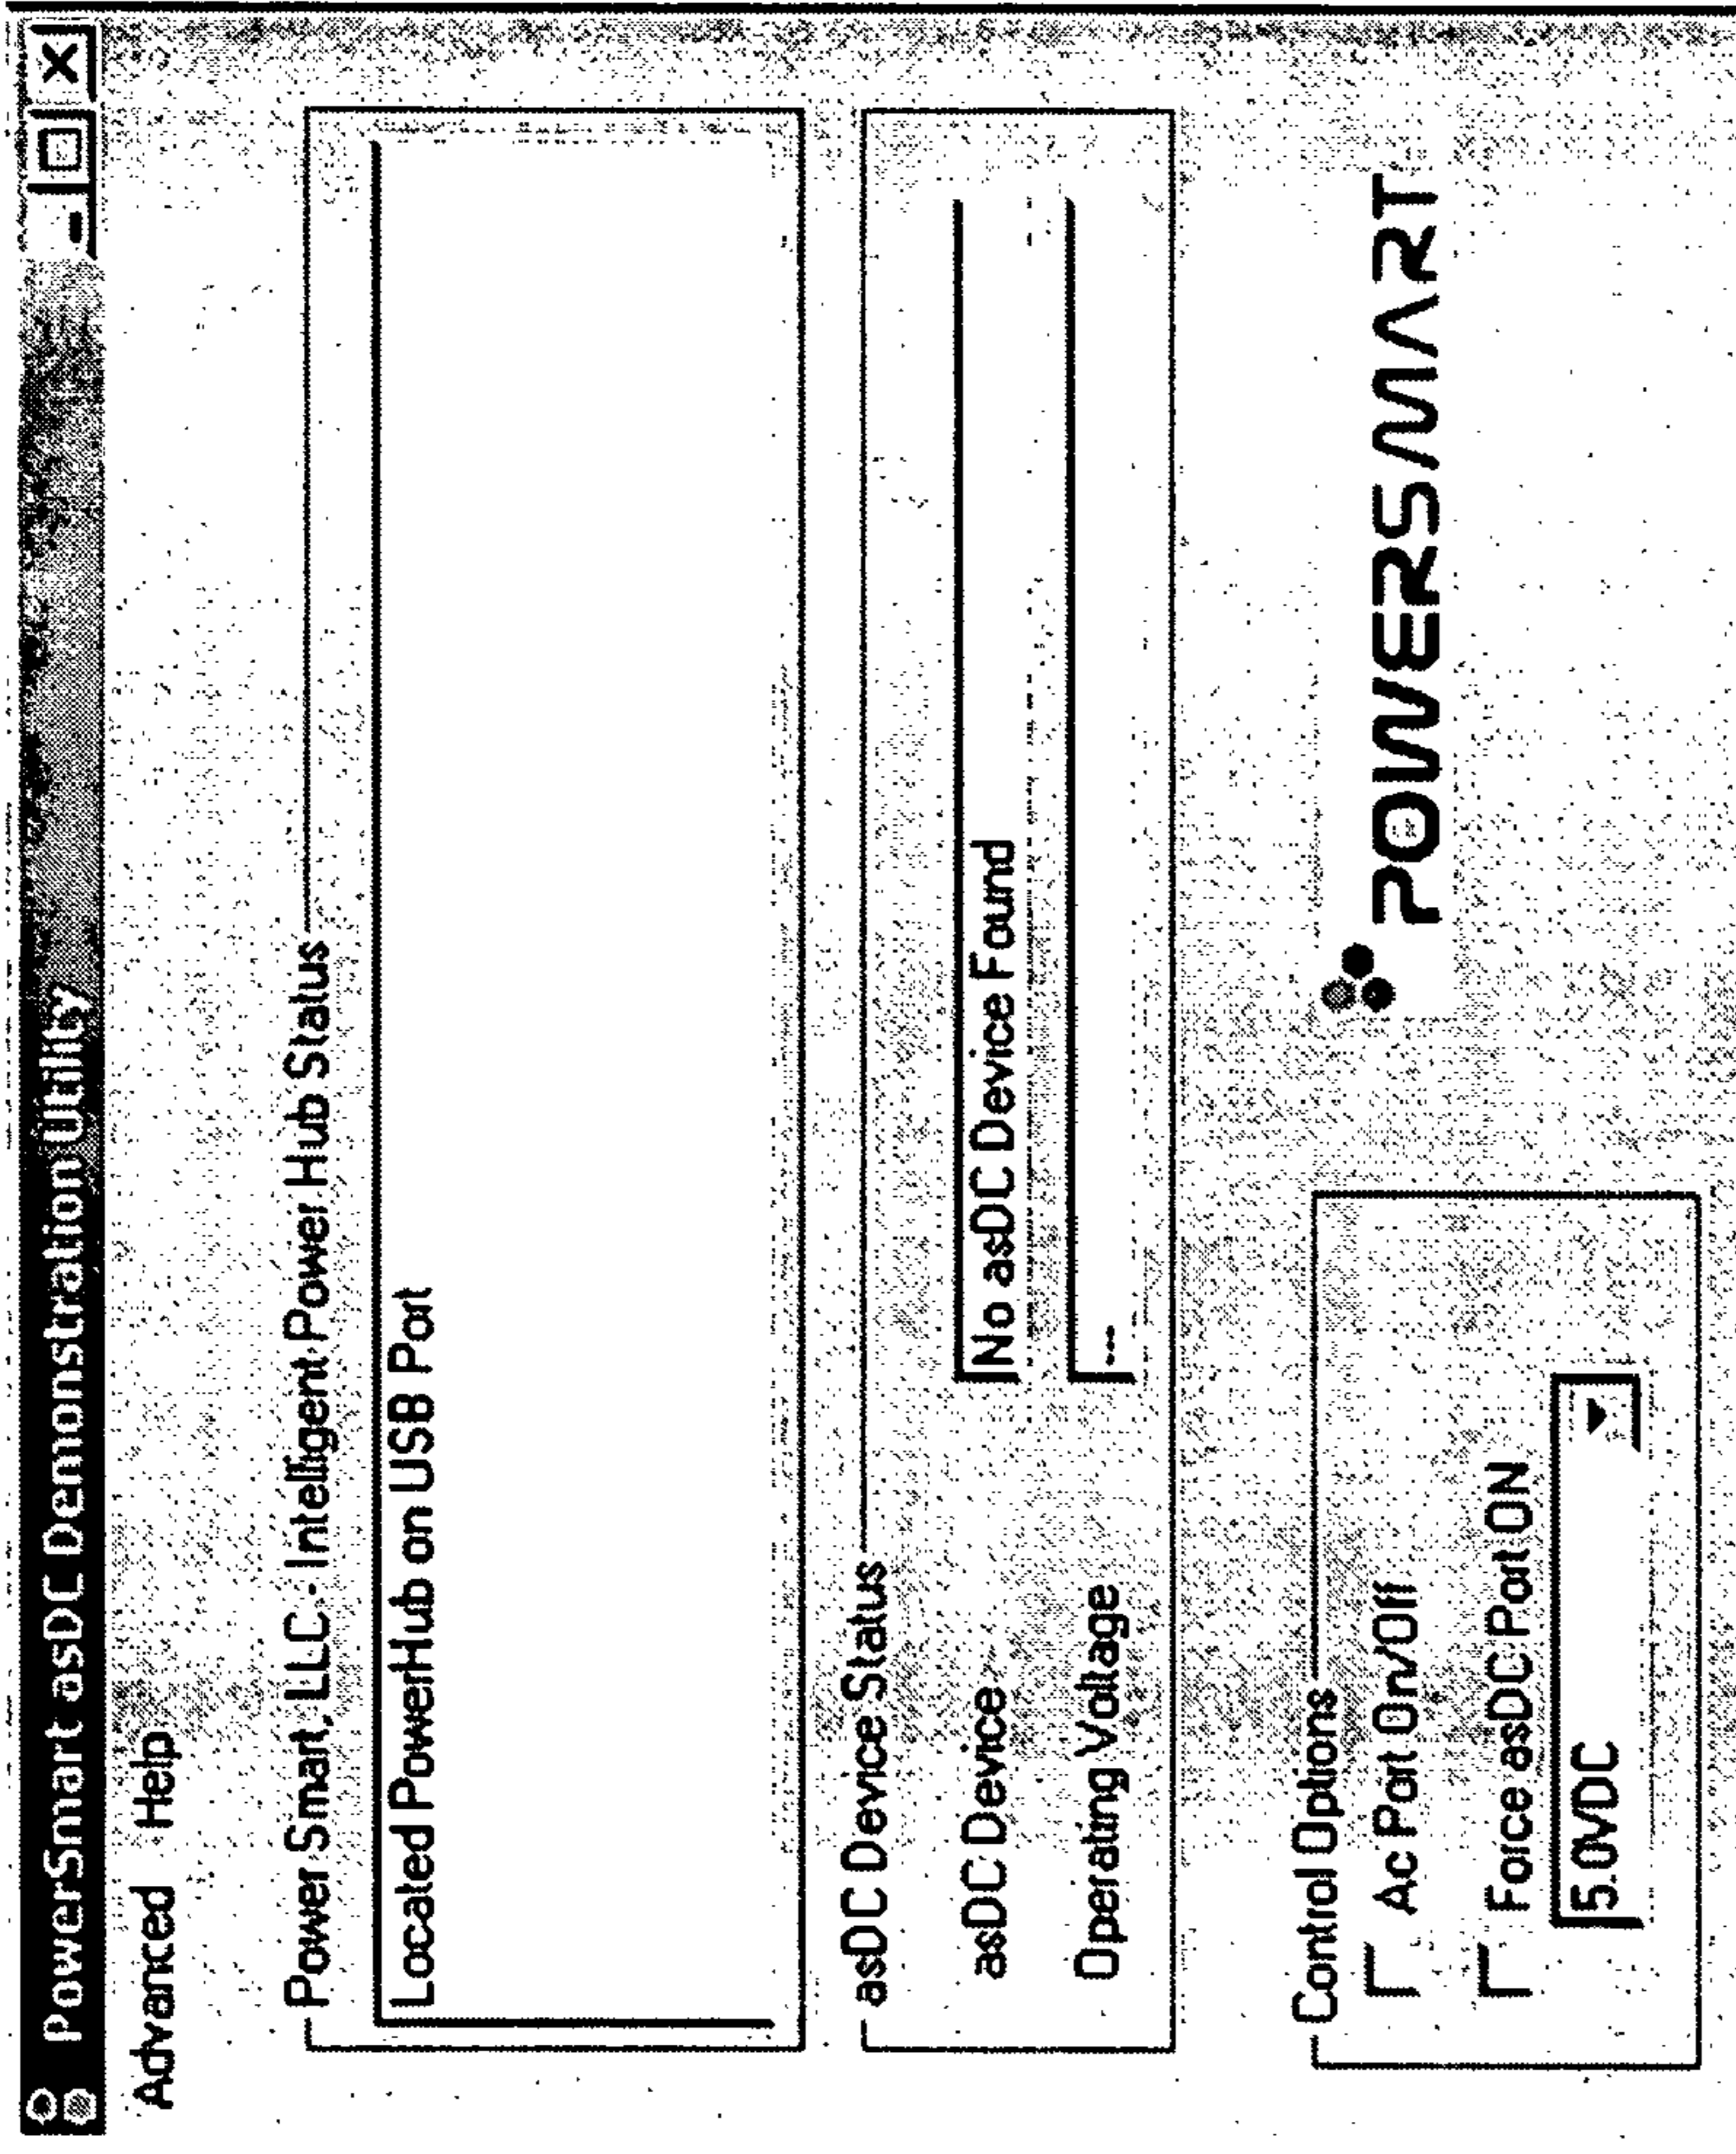 PowerSmart asDC Demonstration Utility
Advanced Help
Power Smart, LLC - Intelligent Power Hub Status
Located PowerHub on USB Port
asDC Device Status
asDC Device
No asDC Device Found
Operating Voltage
---
Control Options
Ac Port On/Off
Force asDC Port ON
5.0VDC
POWERSMART